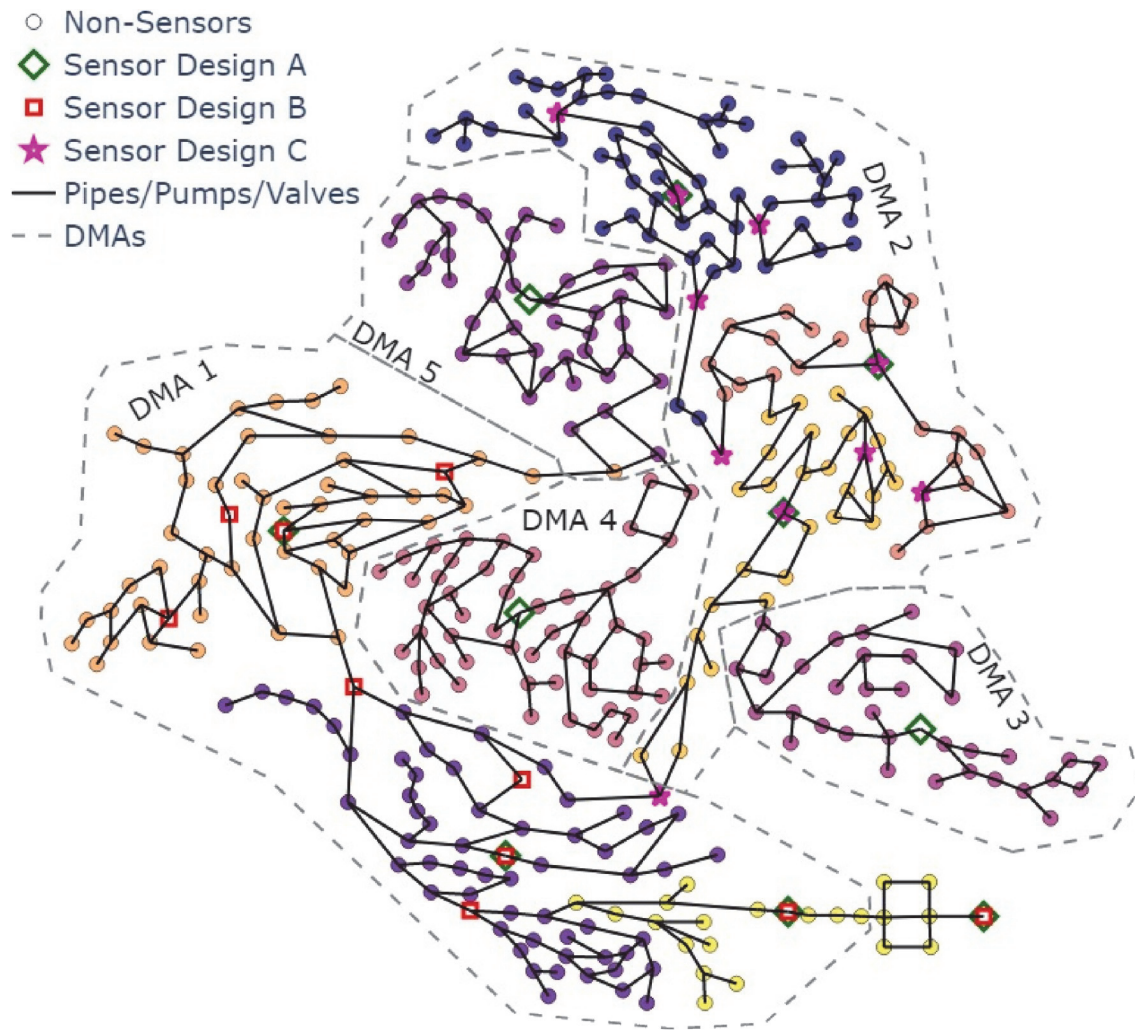 Non-Sensors
Sensor Design A
Sensor Design B
Sensor Design C
Pipes/Pumps/Valves
DMAs
DMA 2
DMA 5
DMA 1
DMA 4
DMA 3